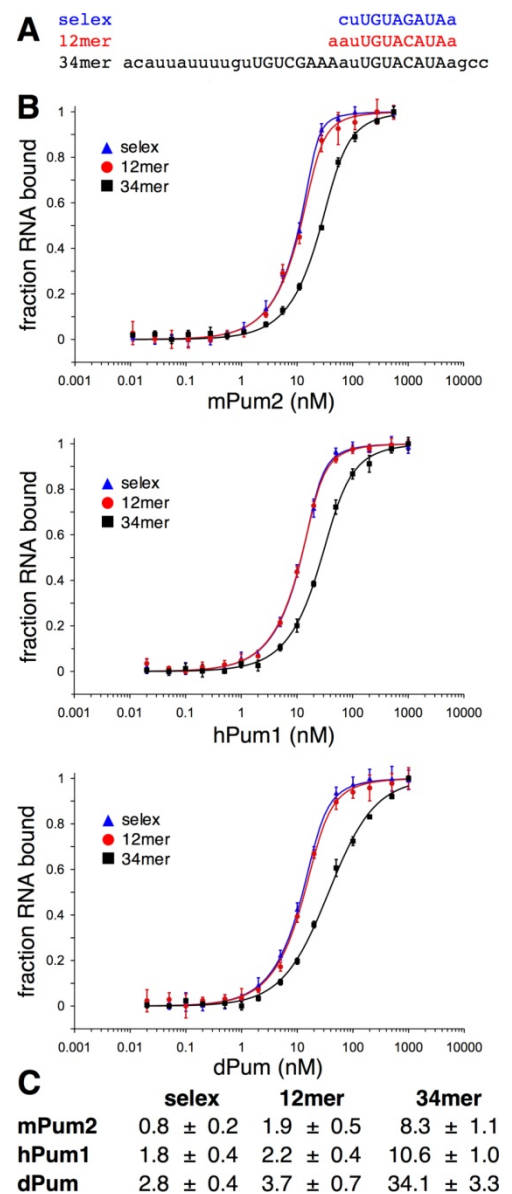 A
selex cuUGUAGAUAa
12mer aauUGUACAUAa
34mer acauuauuuuguUGUCGAAAauUGUACAUAagcc
B
fraction RNA bound
1
0.8
0.6
0.4
0.2
0
selex
12mer
34mer
0.001 0.01 0.1 1 10 100 1000 10000
mPum2 (nM)
fraction RNA bound
1
0.8
0.6
0.4
0.2
0
selex
12mer
34mer
0.001 0.01 0.1 1 10 100 1000 10000
hPum1 (nM)
fraction RNA bound
1
0.8
0.6
0.4
0.2
0
selex
12mer
34mer
0.001 0.01 0.1 1 10 100 1000 10000
dPum (nM)
C
selex 12mer 34mer
mPum2 0.8 ± 0.2 1.9 ± 0.5 8.3 ± 1.1
hPum1 1.8 ± 0.4 2.2 ± 0.4 10.6 ± 1.0
dPum 2.8 ± 0.4 3.7 ± 0.7 34.1 ± 3.3